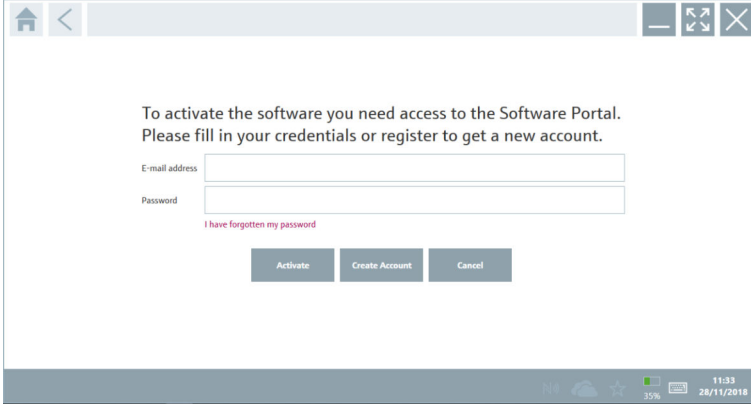 To activate the software you need access to the Software Portal.
Please fill in your credentials or register to get a new account.
E-mail address
Password
I have forgotten my password
Activate
Create Account
Cancel
35%
11:33
28/11/2018